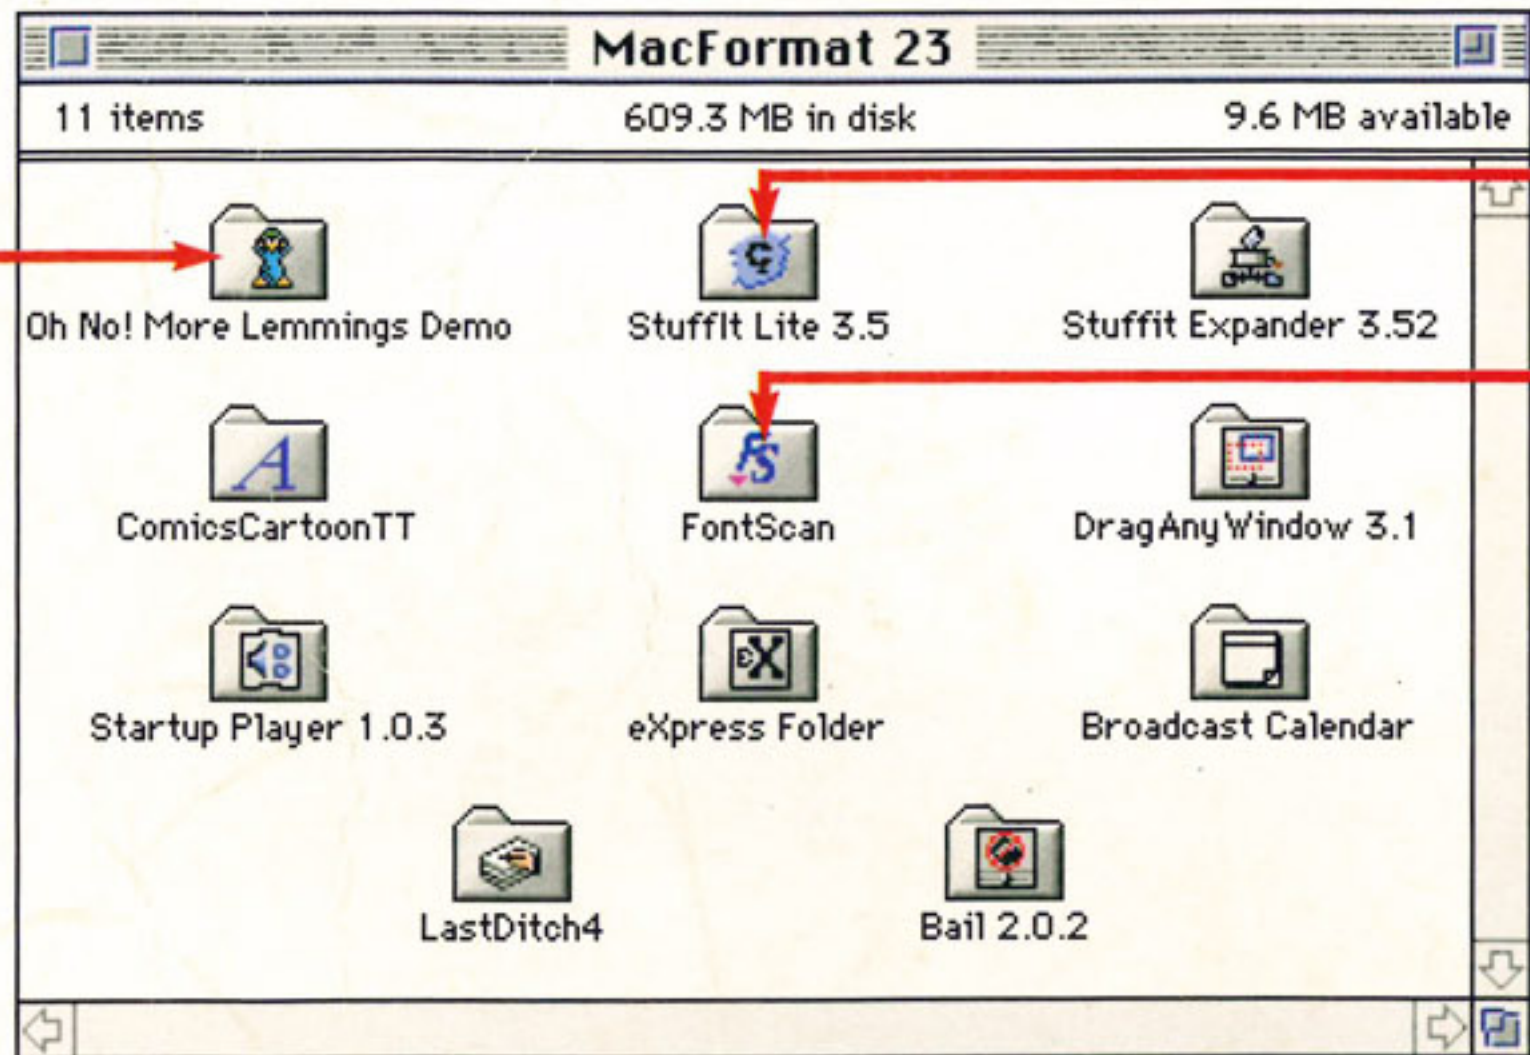 MacFormat 23
11 items 609.3 MB in disk 9.6 MB available
Oh No! More Lemmings Demo StuffIt Lite 3.5 Stuffit Expander 3.52
ComicsCartoonTT FontScan DragAnyWindow 3.1
Startup Player 1.0.3 eXpress Folder Broadcast Calendar
LastDitch4 Bail 2.0.2